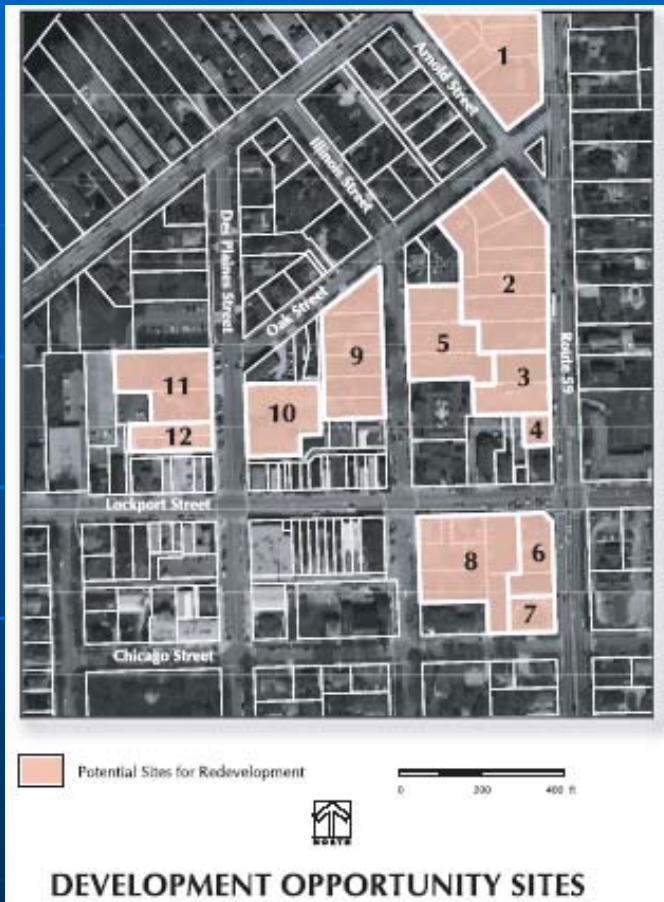 1
Arnold Street
Illinois Street
Des Plaines Street
2
Oak Street
Route 59
9
5
3
11
10
4
12
Lockport Street
8
6
7
Chicago Street
Potential Sites for Redevelopment
0 200 400 ft
NORTH
DEVELOPMENT OPPORTUNITY SITES